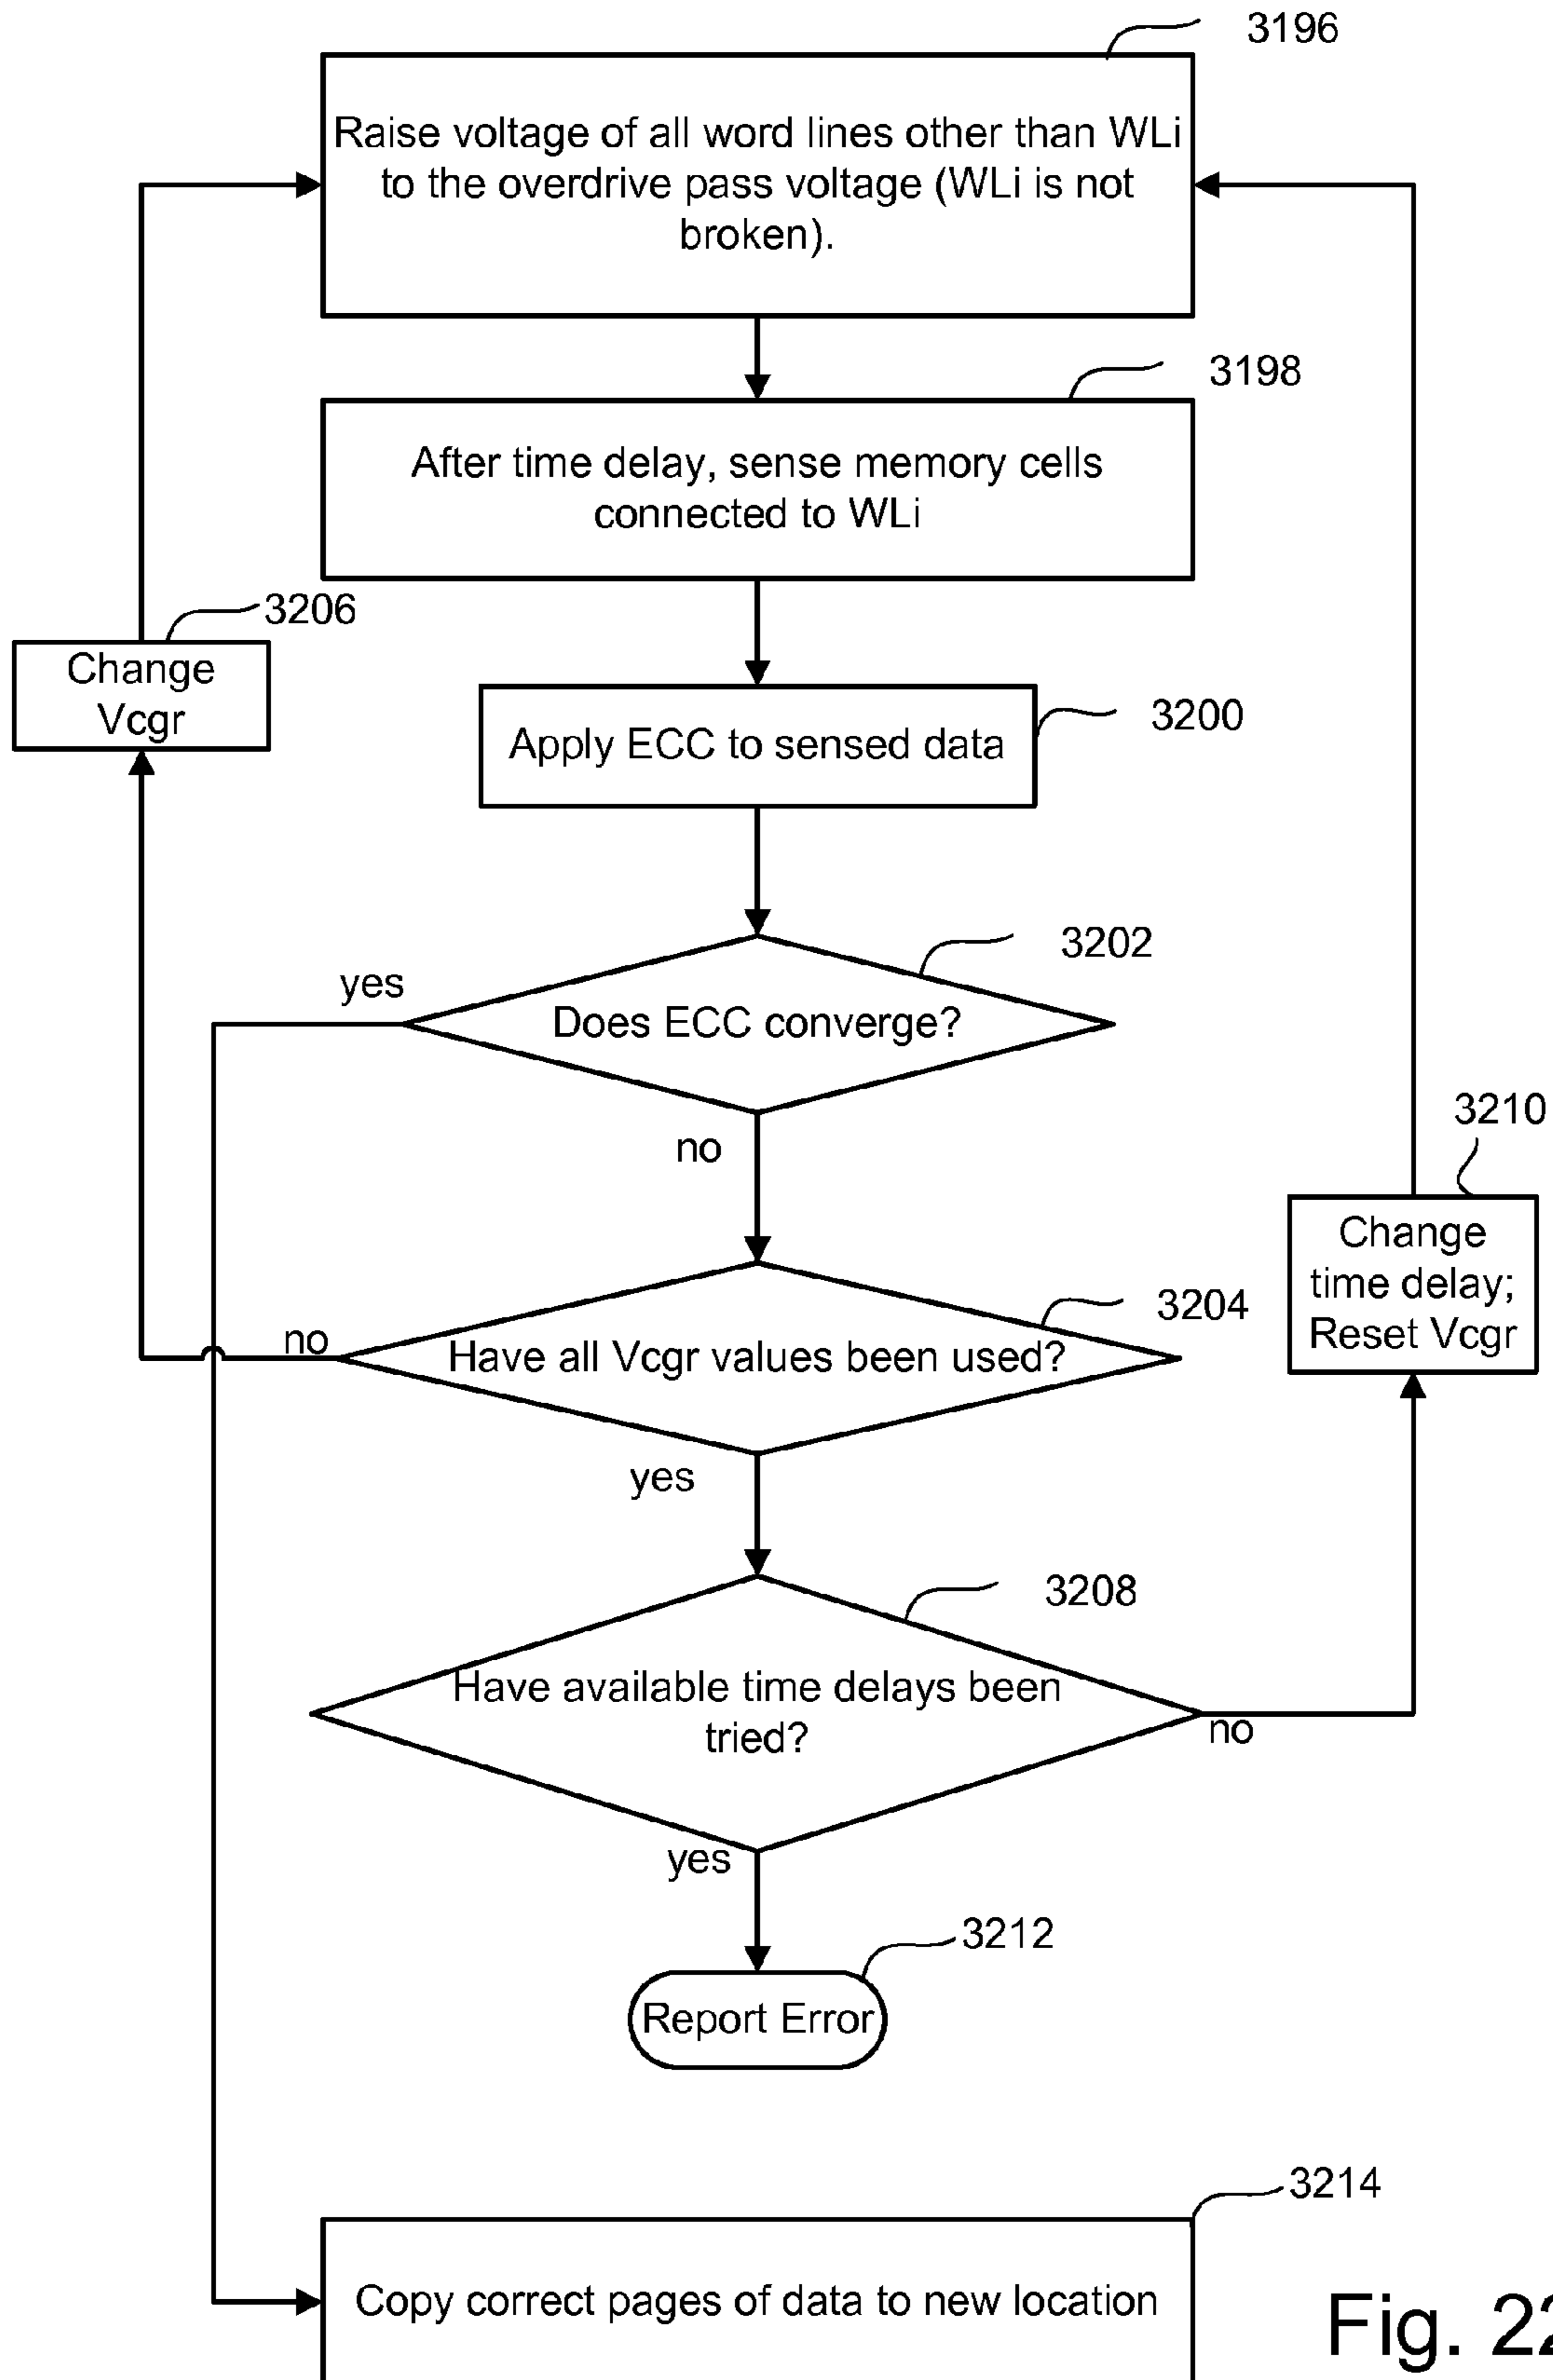 3196
Raise voltage of all word lines other than WLi
to the overdrive pass voltage (WLi is not
broken).
3198
After time delay, sense memory cells
connected to WLi
3206
Change
Vcgr
3200
Apply ECC to sensed data
3202
yes
Does ECC converge?
no
3210
Change
time delay;
Reset Vcgr
3204
no
Have all Vcgr values been used?
yes
3208
Have available time delays been
tried?
no
yes
3212
Report Error
3214
Copy correct pages of data to new location
Fig. 22